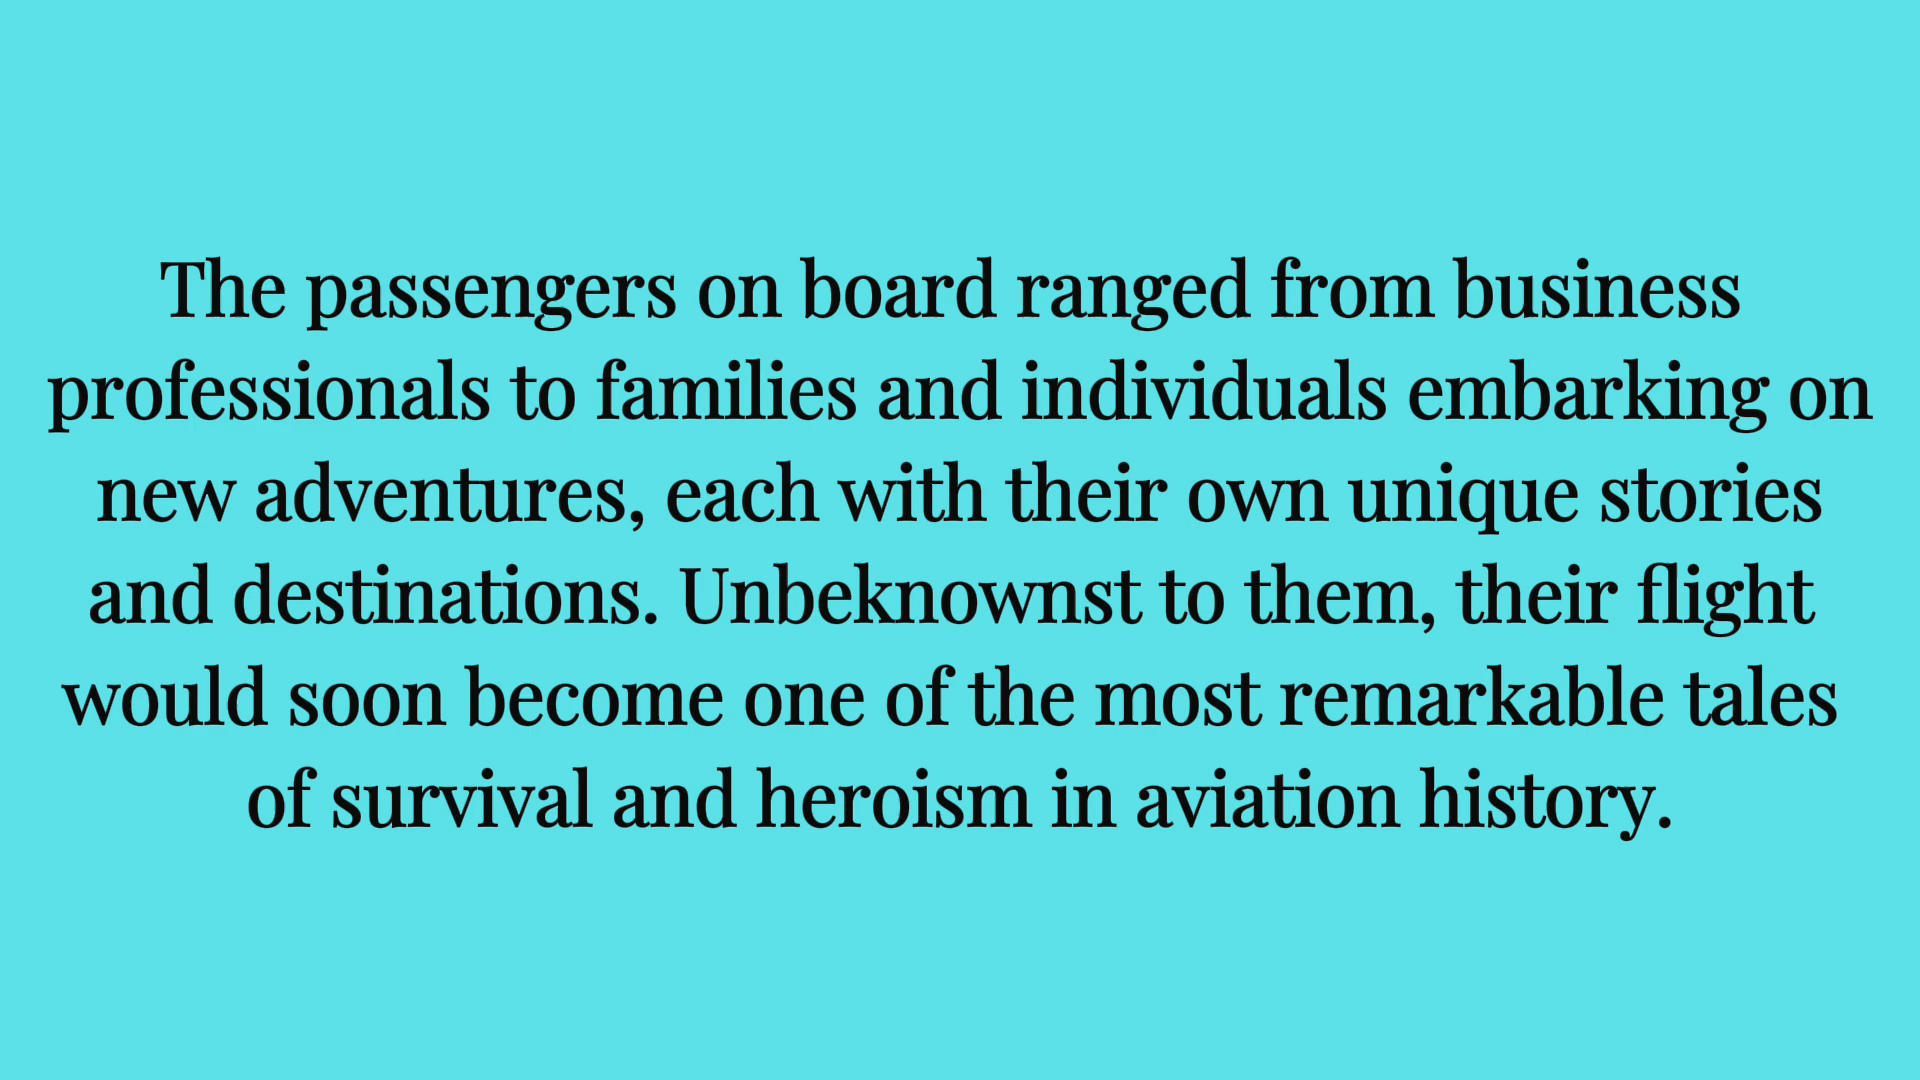 The passengers on board ranged from business
professionals to families and individuals embarking on
new adventures, each with their own unique stories
and destinations. Unbeknownst to them, their flight
would soon become one of the most remarkable tales
of survival and heroism in aviation history.